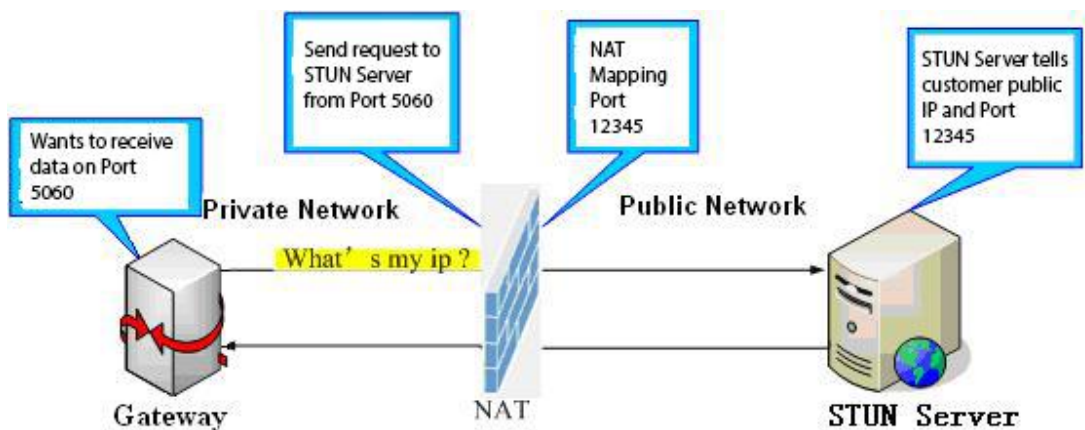 Send request to
STUN Server
from Port 5060
NAT
Mapping
Port
12345
STUN Server tells
customer public
IP and Port
12345
Wants to receive
data on Port
5060
Private Network
Public Network
What's my ip ?
Gateway
NAT
STUN Server